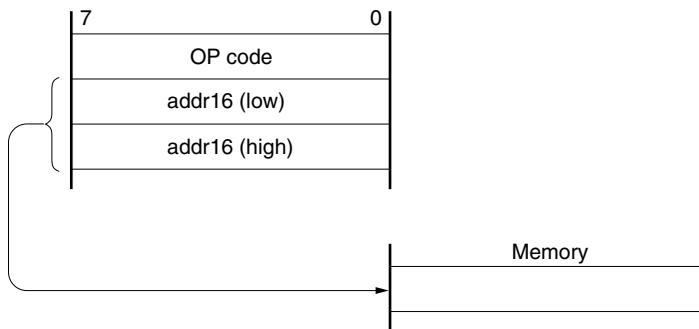 7 0
OP code
addr16 (low)
addr16 (high)
Memory